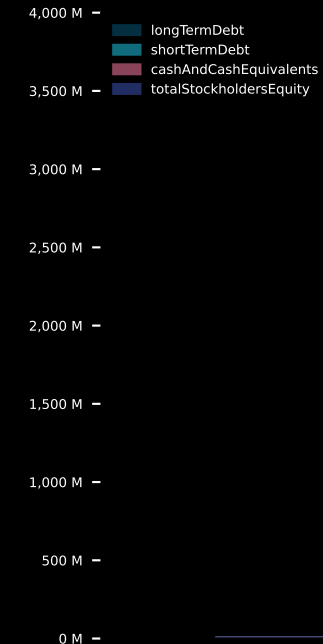 4,000 M
longTermDebt
shortTermDebt
cashAndCashEquivalents
totalStockholdersEquity
3,500 M
3,000 M
2,500 M
2,000 M
1,500 M
1,000 M
500 M
0 M